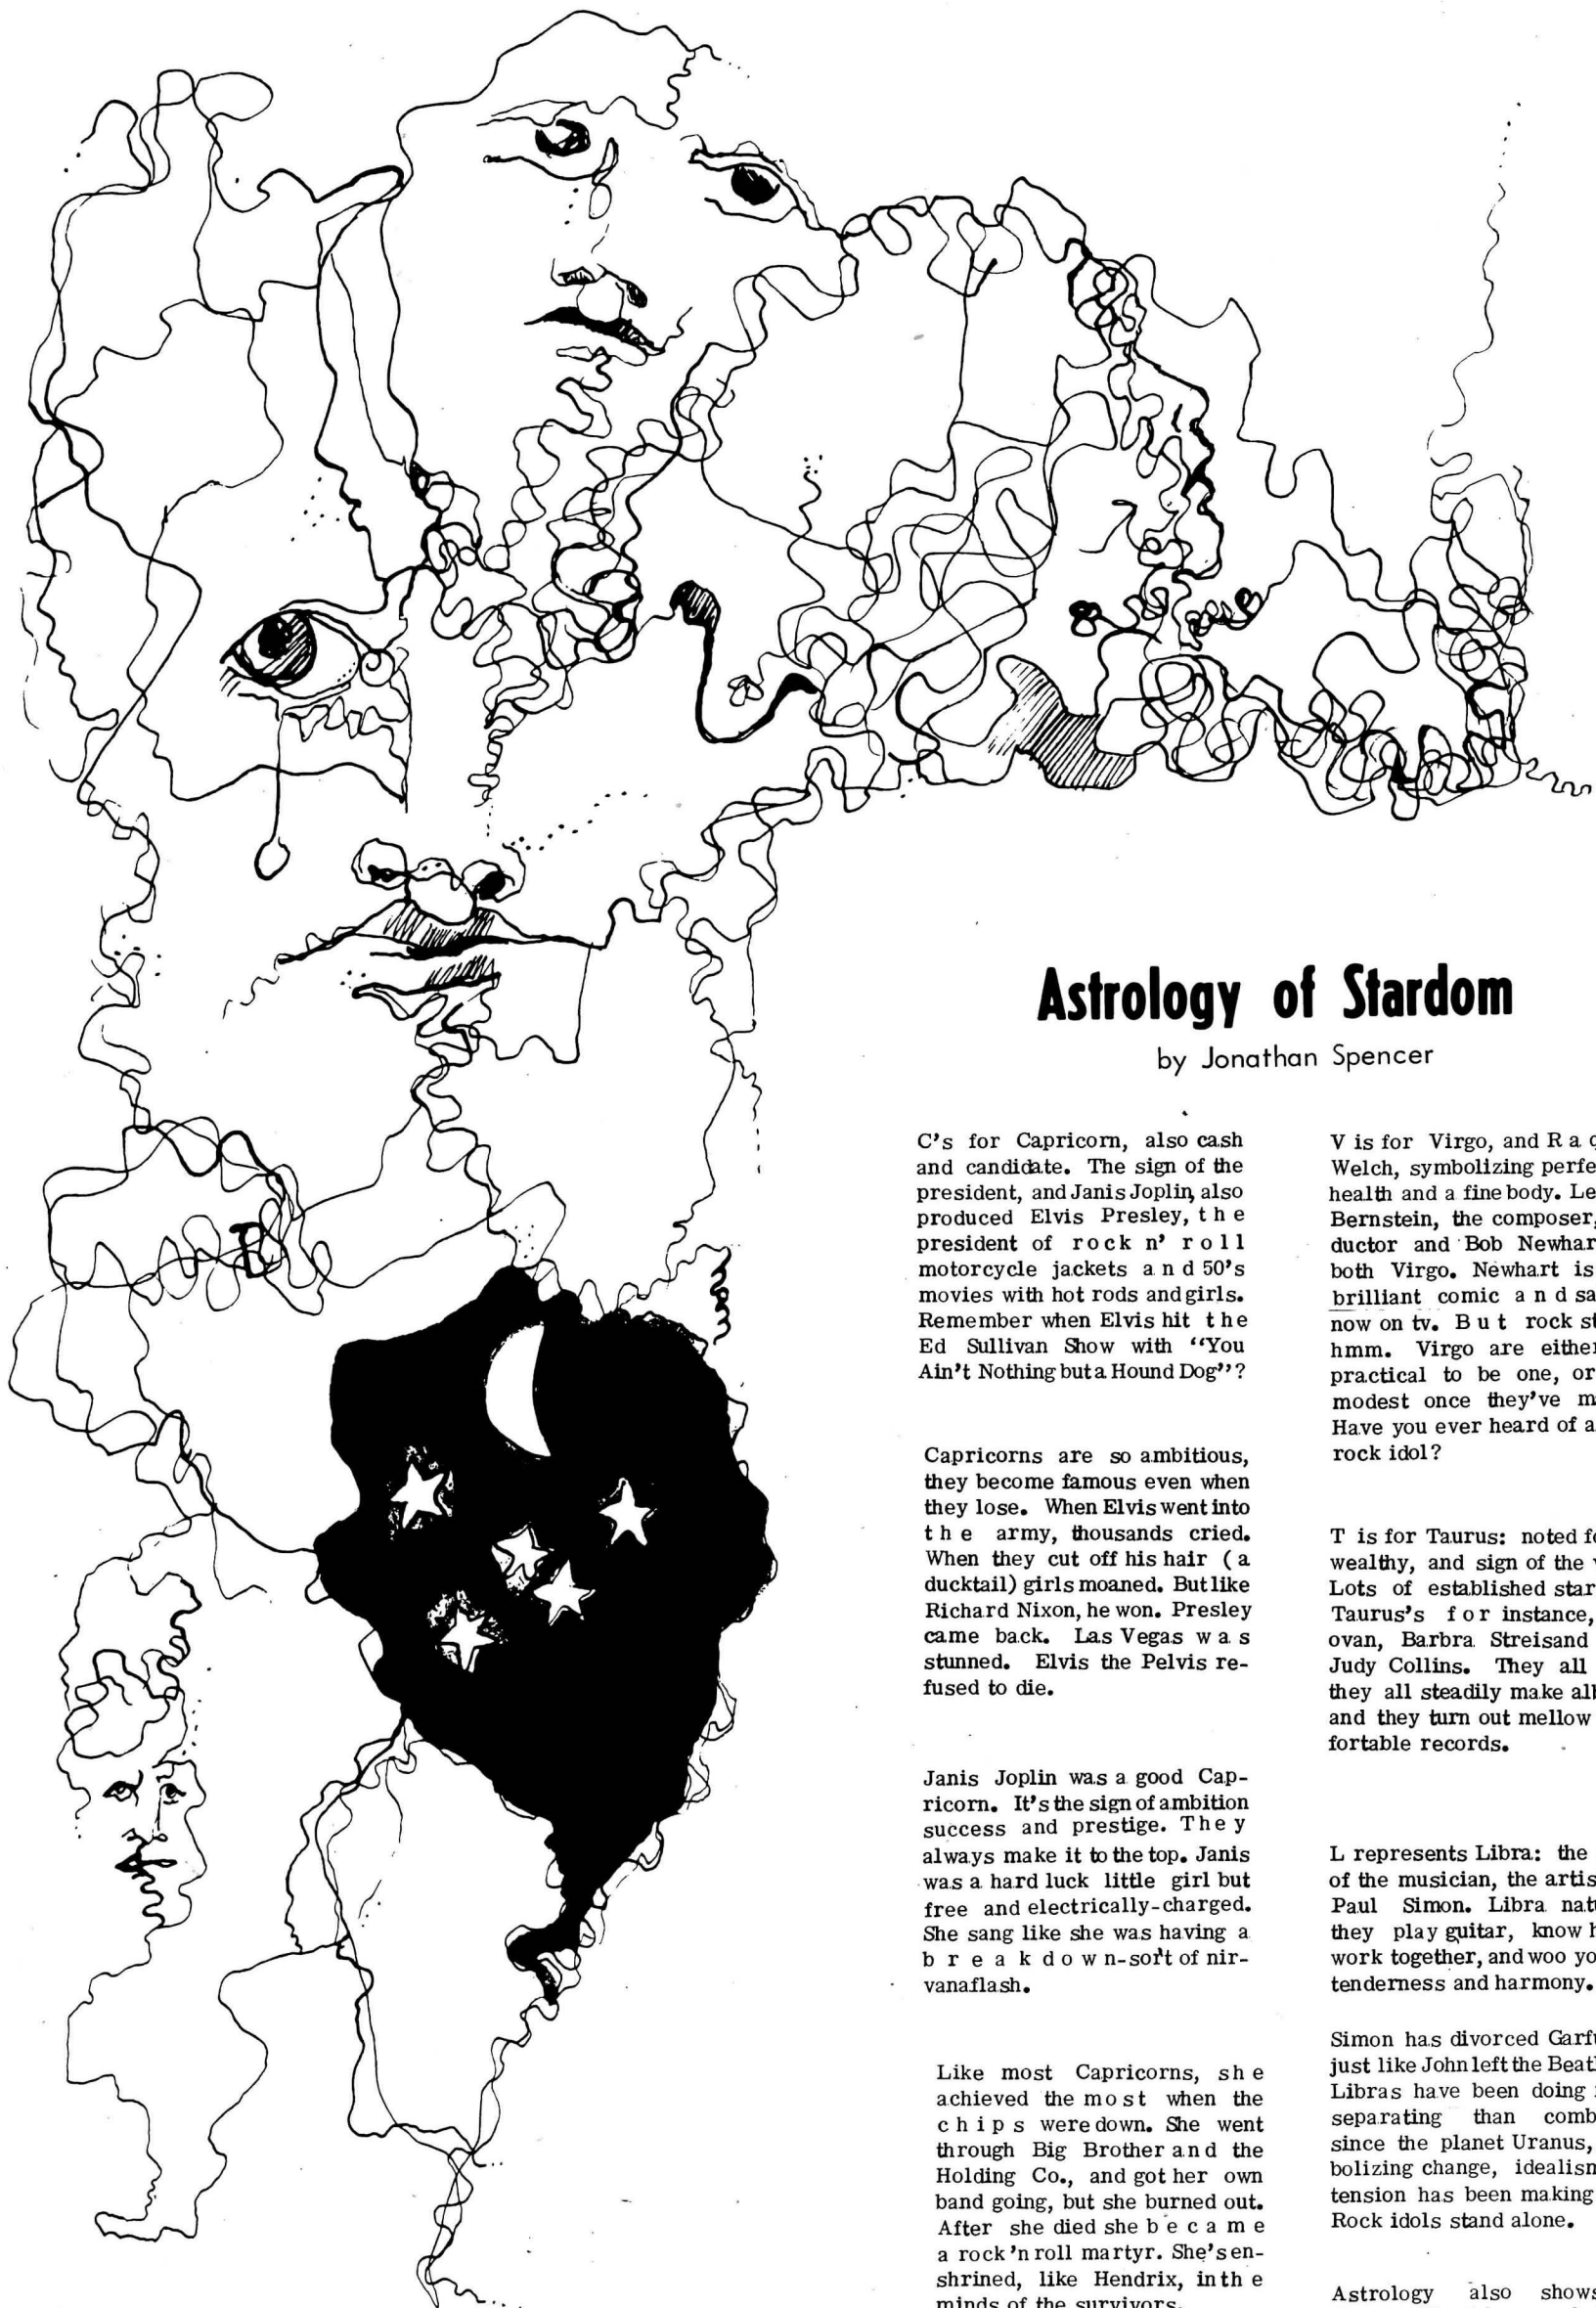 Astrology of Stardom
by Jonathan Spencer
C's for Capricorn, also cash
and candidate. The sign of the
president, and Janis Joplin, also
produced Elvis Presley, the
president of rock n' roll
motorcycle jackets and 50's
movies with hot rods and girls.
Remember when Elvis hit the
Ed Sullivan Show with "You
Ain't Nothing but a Hound Dog"?
Capricorns are so ambitious,
they become famous even when
they lose. When Elvis went into
the army, thousands cried.
When they cut off his hair (a
ducktail) girls moaned. But like
Richard Nixon, he won. Presley
came back. Las Vegas was
stunned. Elvis the Pelvis re-
fused to die.
Janis Joplin was a good Cap-
ricorn. It's the sign of ambition
success and prestige. They
always make it to the top. Janis
was a hard luck little girl but
free and electrically-charged.
She sang like she was having a
breakdown-sort of nir-
vanaflash.
Like most Capricorns, she
achieved the most when the
chips were down. She went
through Big Brother and the
Holding Co., and got her own
band going, but she burned out.
After she died she became
a rock 'n roll martyr. She's en-
shrined, like Hendrix, in the
minds of the survivors.
V is for Virgo, and
Welch, symbolizing
health and a fine body.
Bernstein, the composer,
ductor and Bob
both Virgo. Newhart is
brilliant comic and
now on tv. But rock
hmm. Virgo are
practical to be one, or
modest once they've
Have you ever heard of a
rock idol?
T is for Taurus: noted
wealthy, and sign of the
Lots of established
Taurus's for instance,
ovan, Barbra Streisand
Judy Collins. They all
they all steadily make
and they turn out mellow
fortable records.
L represents Libra: the
of the musician, the
Paul Simon. Libra
they play guitar, know
work together, and woo
tenderness and harmony.
Simon has divorced
just like John left the
Libras have been doing
separating than
since the planet Uranus,
bolizing change,
tension has been making
Rock idols stand alone.
Astrology also